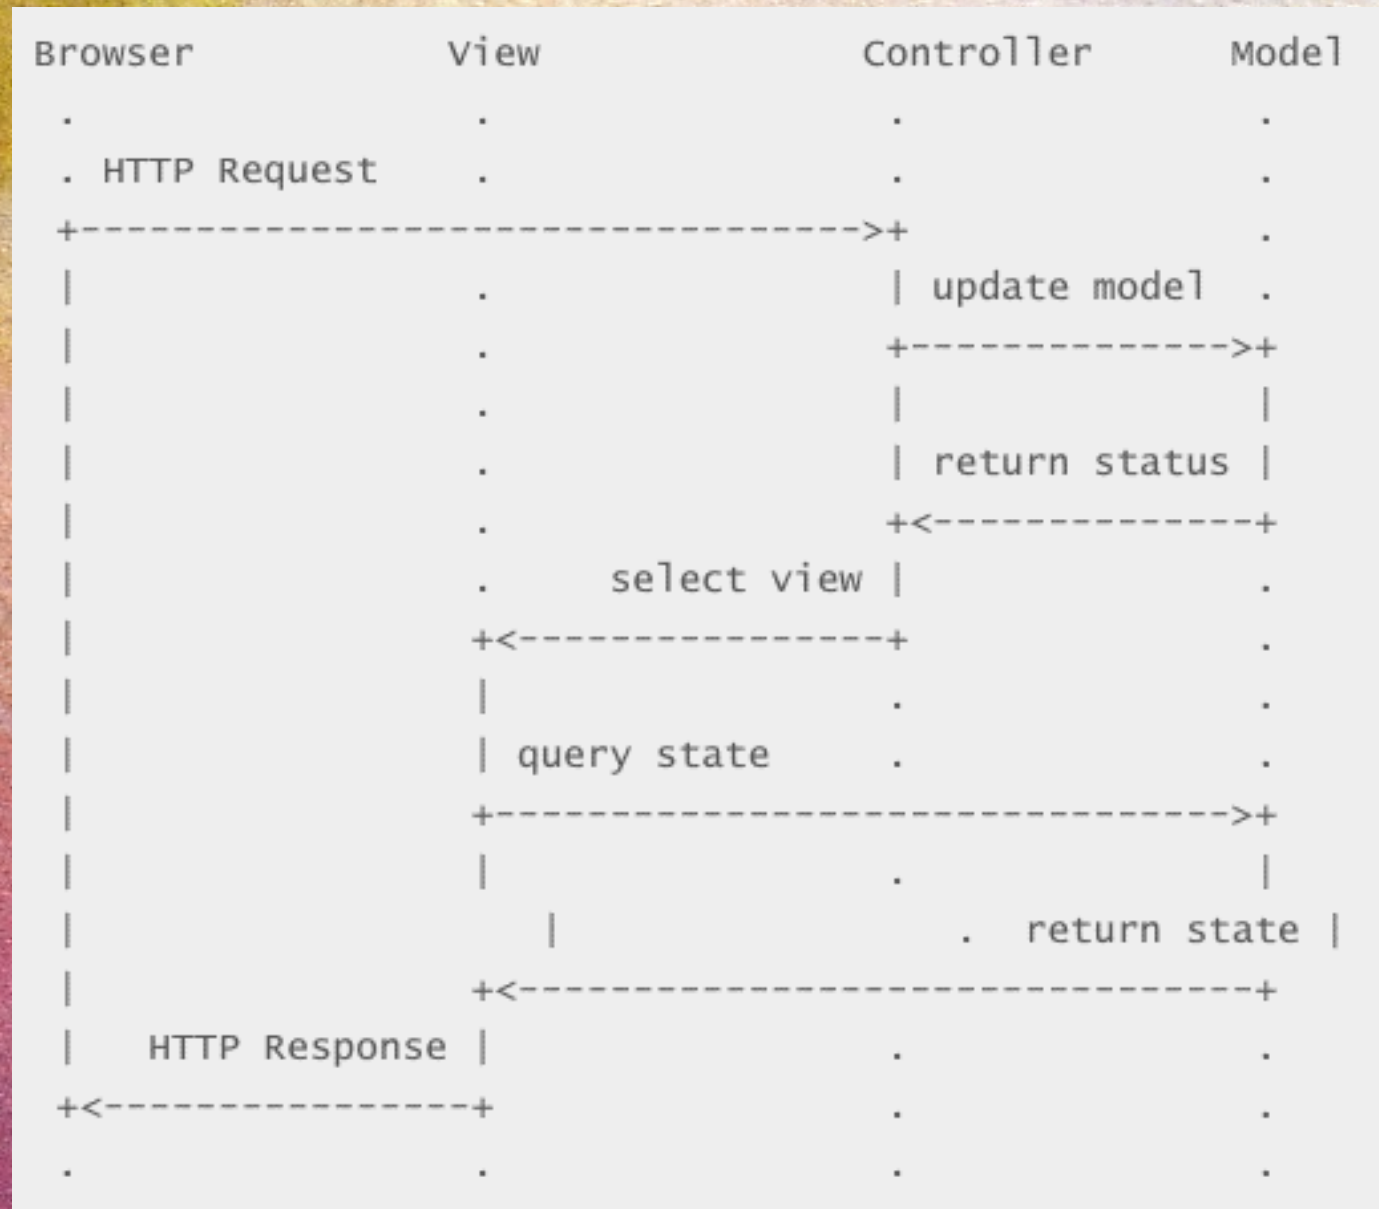 Browser           View              Controller      Model
 .                 .                 .               .
 . HTTP Request    .                 .               .
 +---------------------------------->+               .
 |                 .                 | update model  .
 |                 .                 +-------------->+
 |                 .                 |               |
 |                 .                 | return status |
 |                 .                 +<--------------+
 |                 .     select view |               .
 |                 +<----------------+               .
 |                 |                 .               .
 |                 | query state     .               .
 |                 +-------------------------------->+
 |                 |                 .               |
 |                    |                 .  return state |
 |                 +<--------------------------------+
 |   HTTP Response |                 .               .
 +<----------------+                 .               .
 .                 .                 .               .